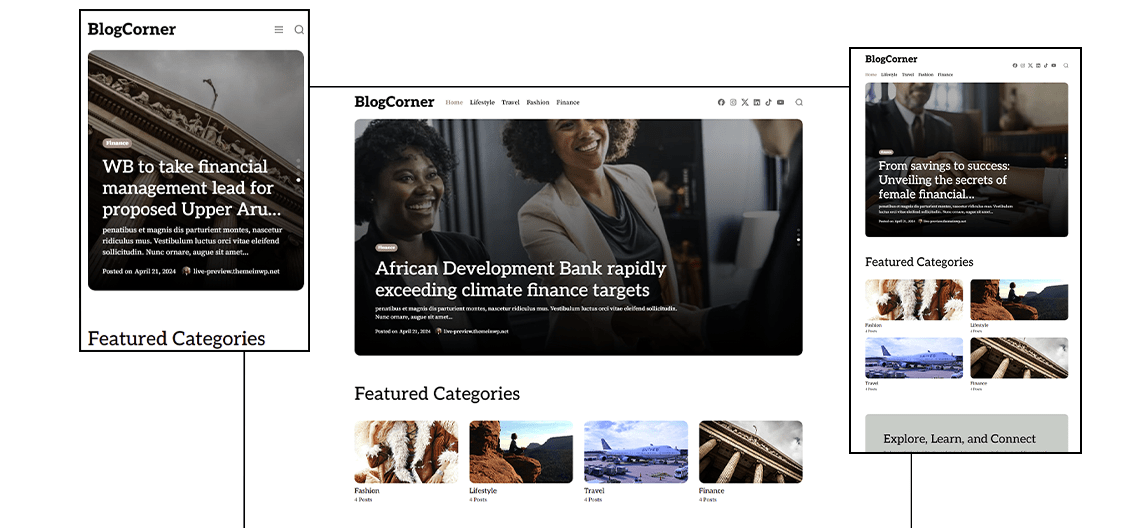 BlogCorner
Finance
WB to take financial
management lead for
proposed Upper Aru...
penatibus et magnis dis parturient montes, nascetur
ridiculus mus. Vestibulum luctus orci vitae eleifend
sollicitudin. Nunc ornare, augue sit amet...
Posted on April 21, 2024 live-preview.themeinwp.net
Featured Categories
BlogCorner Home Lifestyle Travel Fashion Finance
Finance
African Development Bank rapidly
exceeding climate finance targets
penatibus et magnis dis parturient montes, nascetur ridiculus mus. Vestibulum luctus orci vitae eleifend sollicitudin.
Nunc ornare, augue sit amet...
Posted on April 21, 2024 live-preview.themeinwp.net
Featured Categories
Fashion
4 Posts
Lifestyle
4 Posts
Travel
4 Posts
Finance
4 Posts
BlogCorner
Home Lifestyle Travel Fashion Finance
Finance
From savings to success:
Unveiling the secrets of
female financial...
penatibus et magnis dis parturient montes, nascetur ridiculus mus. Vestibulum
luctus orci vitae eleifend sollicitudin. Nunc ornare, augue sit amet...
Posted on April 21, 2024 live-preview.themeinwp.net
Featured Categories
Fashion
4 Posts
Lifestyle
4 Posts
Travel
4 Posts
Finance
4 Posts
Explore, Learn, and Connect